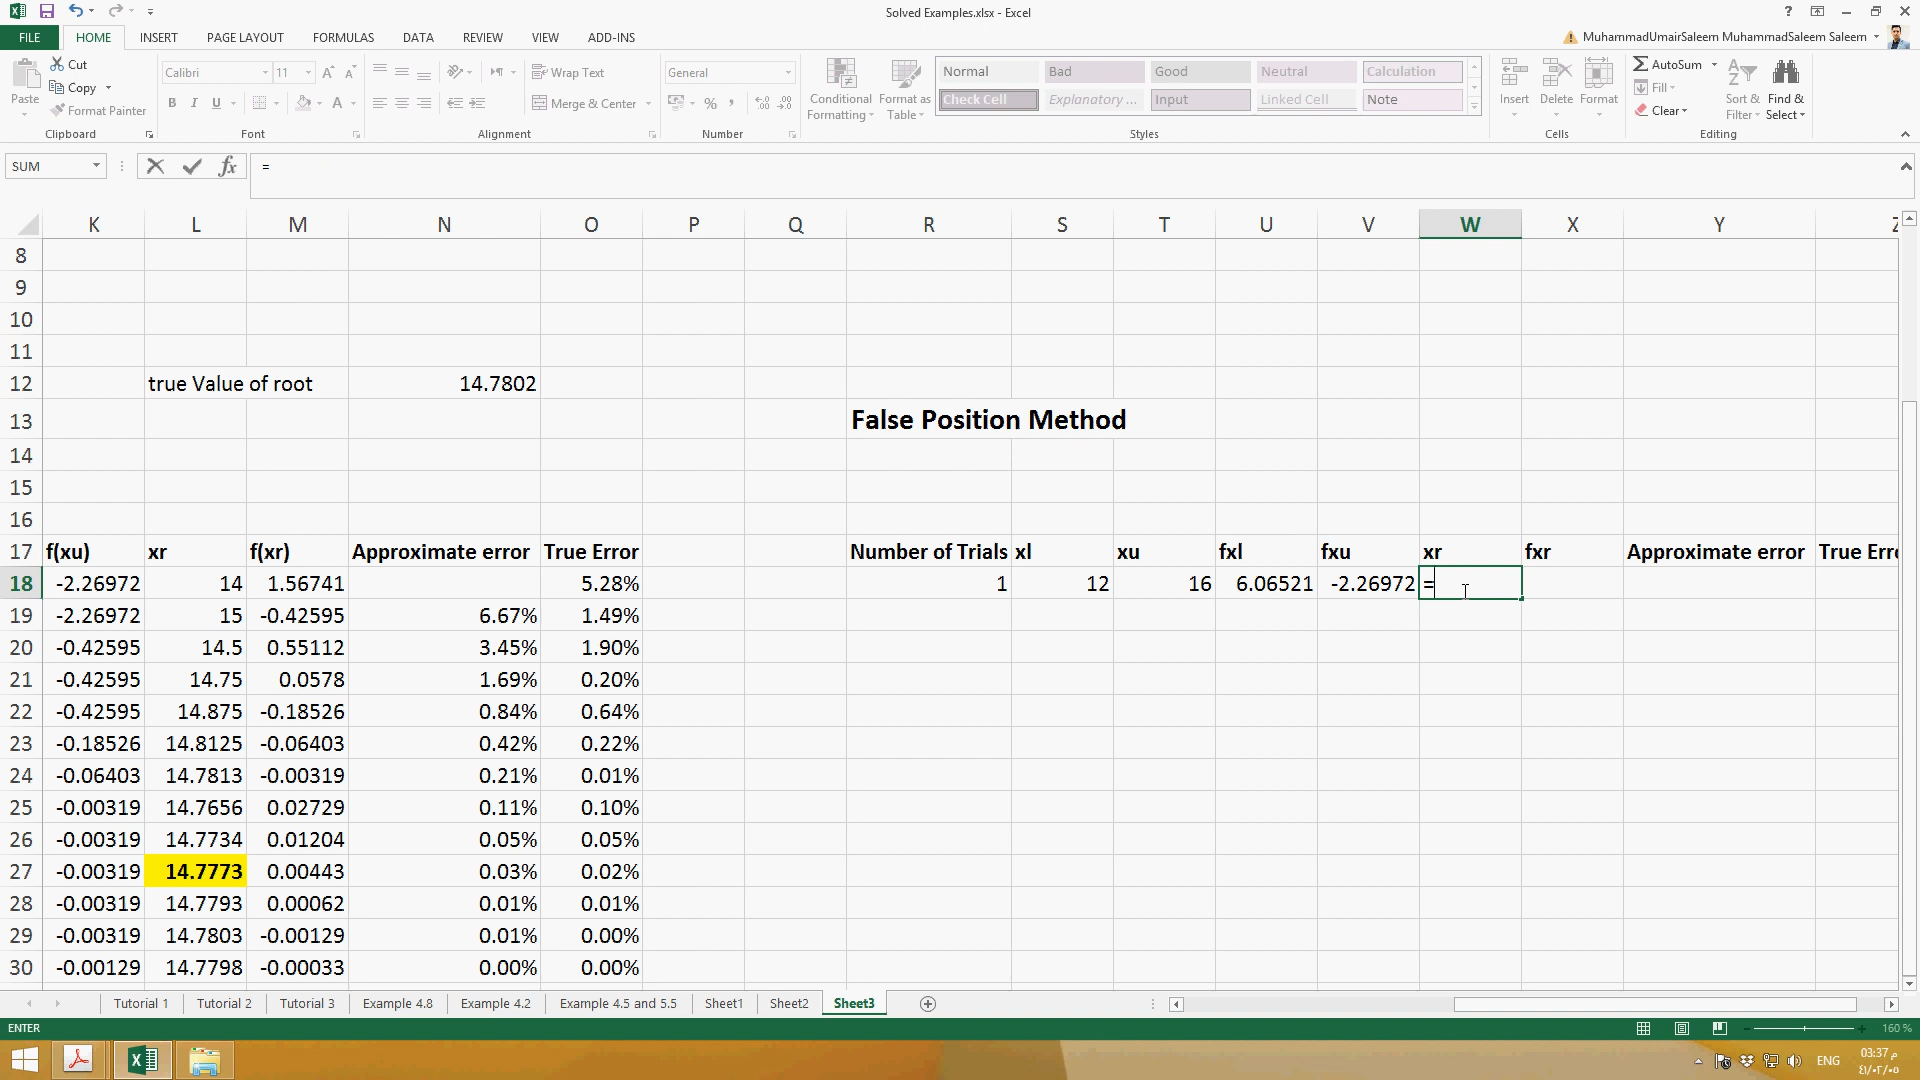 Solved Examples.xlsx - Excel
FILE HOME INSERT PAGE LAYOUT FORMULAS DATA REVIEW VIEW ADD-INS
MuhammadUmairSaleem MuhammadSaleem Saleem
Paste Cut Copy Format Painter
Calibri 11
B I U A
Wrap Text
Merge & Center
General
% ,
Conditional Formatting Format as Table
Normal Bad Good Neutral Calculation
Check Cell Explanatory ... Input Linked Cell Note
Insert Delete Format
AutoSum Fill Clear
Sort & Filter Find & Select
Clipboard Font Alignment Number Styles Cells Editing
SUM fx =
K L M N O P Q R S T U V W X Y Z
8
9
10
11
12 true Value of root 14.7802
13 False Position Method
14
15
16
17 f(xu) xr f(xr) Approximate error True Error Number of Trials xl xu fxl fxu xr fxr Approximate error True Erro
18 -2.26972 14 1.56741 5.28% 1 12 16 6.06521 -2.26972 =
19 -2.26972 15 -0.42595 6.67% 1.49%
20 -0.42595 14.5 0.55112 3.45% 1.90%
21 -0.42595 14.75 0.0578 1.69% 0.20%
22 -0.42595 14.875 -0.18526 0.84% 0.64%
23 -0.18526 14.8125 -0.06403 0.42% 0.22%
24 -0.06403 14.7813 -0.00319 0.21% 0.01%
25 -0.00319 14.7656 0.02729 0.11% 0.10%
26 -0.00319 14.7734 0.01204 0.05% 0.05%
27 -0.00319 14.7773 0.00443 0.03% 0.02%
28 -0.00319 14.7793 0.00062 0.01% 0.01%
29 -0.00319 14.7803 -0.00129 0.01% 0.00%
30 -0.00129 14.7798 -0.00033 0.00% 0.00%
Tutorial 1 Tutorial 2 Tutorial 3 Example 4.8 Example 4.2 Example 4.5 and 5.5 Sheet1 Sheet2 Sheet3
ENTER 160 %
ENG 03:37 م